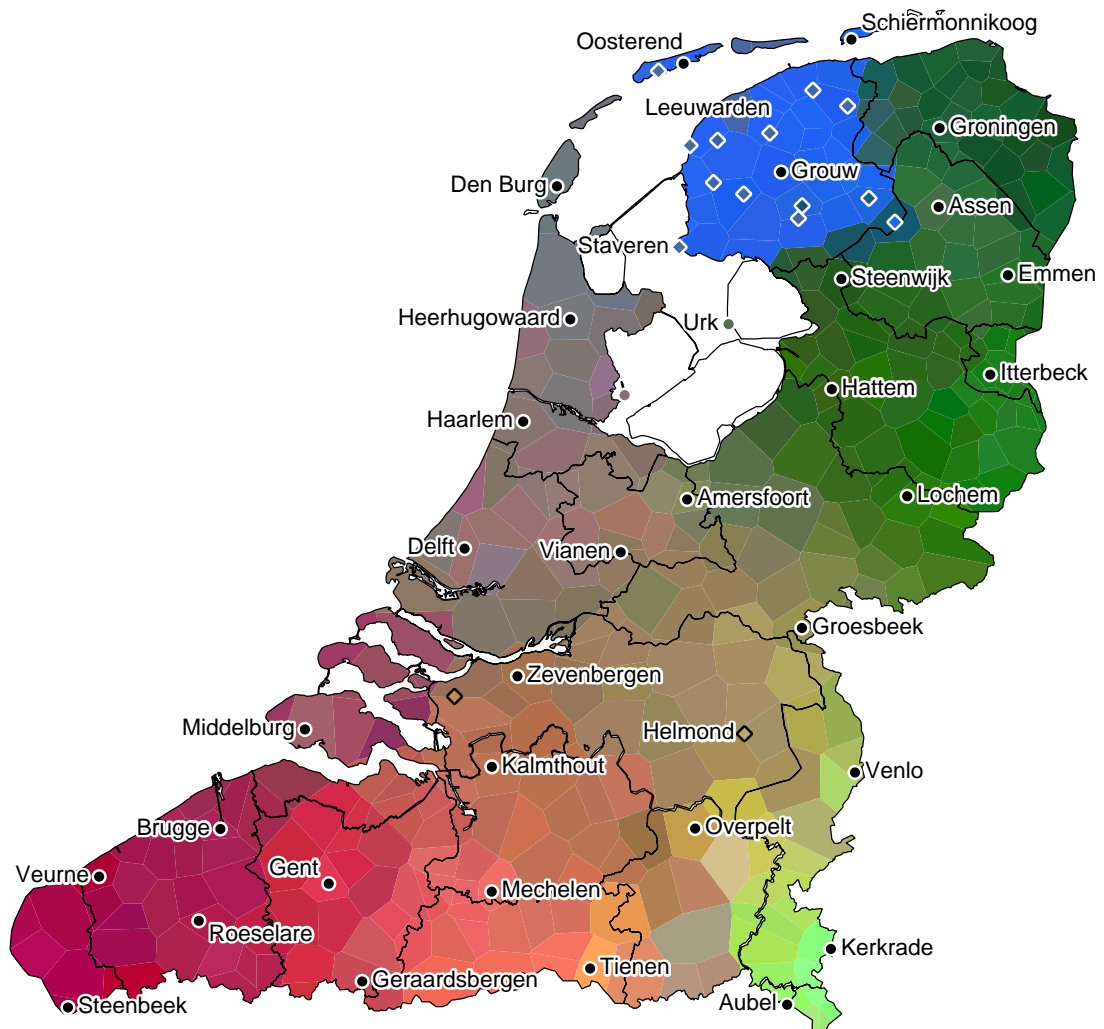 Schiermonnikoog
Oosterend
Leeuwarden
Groningen
Grouw
Den Burg
Assen
Staveren
Steenwijk
Emmen
Heerhugowaard
Urk
Itterbeck
Hattem
Haarlem
Amersfoort
Lochem
Delft
Vianen
Groesbeek
Zevenbergen
Middelburg
Helmond
Kalmthout
Venlo
Brugge
Overpelt
Veurne
Gent
Mechelen
Roeselare
Kerkrade
Geraardsbergen
Tienen
Steenbeek
Aubel